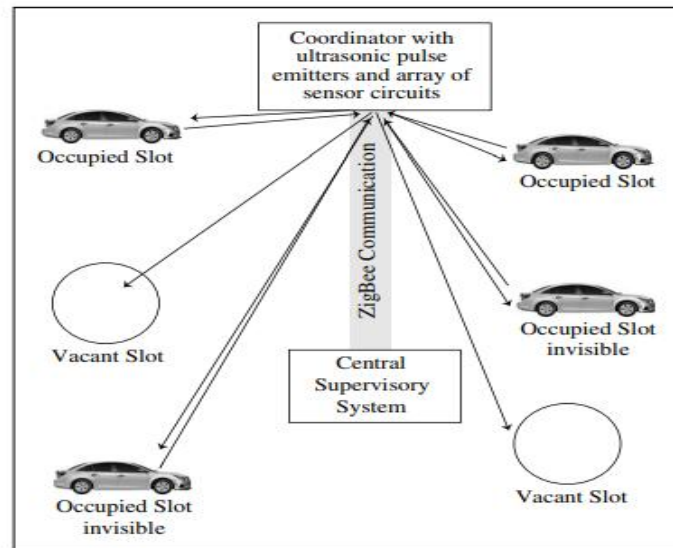 Coordinator with
ultrasonic pulse
emitters and array of
sensor circuits
Occupied Slot
Occupied Slot
ZigBee Communication
Vacant Slot
Occupied Slot
invisible
Central
Supervisory
System
Occupied Slot
invisible
Vacant Slot